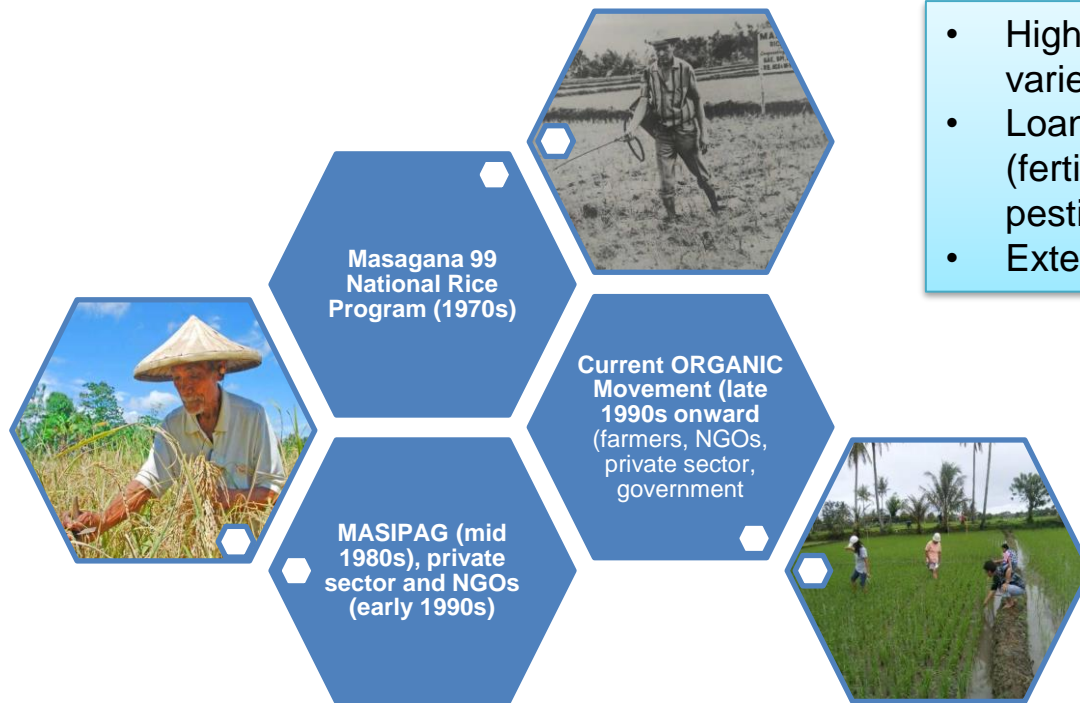 Masagana 99
National Rice
Program (1970s)
Current ORGANIC
Movement (late
1990s onward
(farmers, NGOs,
private sector,
government
MASIPAG (mid
1980s), private
sector and NGOs
(early 1990s)
• High
•
• Loan
•